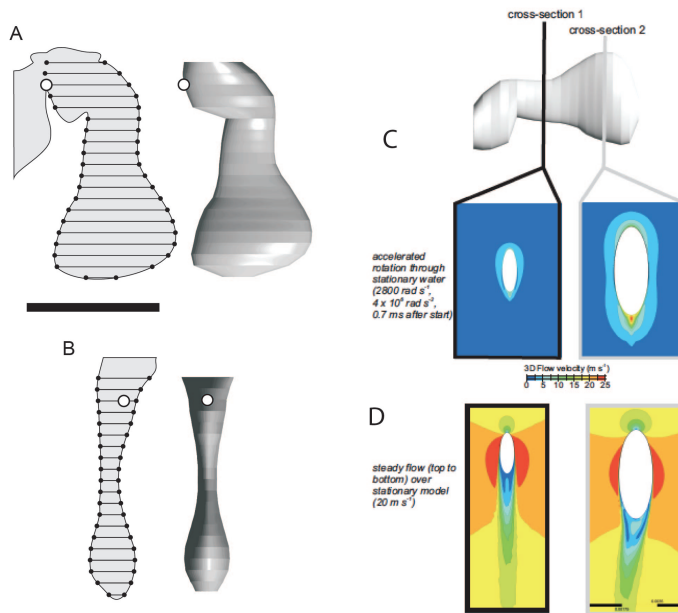 A
cross-section 1
cross-section 2
C
accelerated
rotation through
stationary water
(2800 rad s⁻¹,
4 x 10⁶ rad s⁻²,
0.7 ms after start)
3D Flow velocity (m s⁻¹)
0 5 10 15 20 25
B
D
steady flow (top to
bottom) over
stationary model
(20 m s⁻¹)